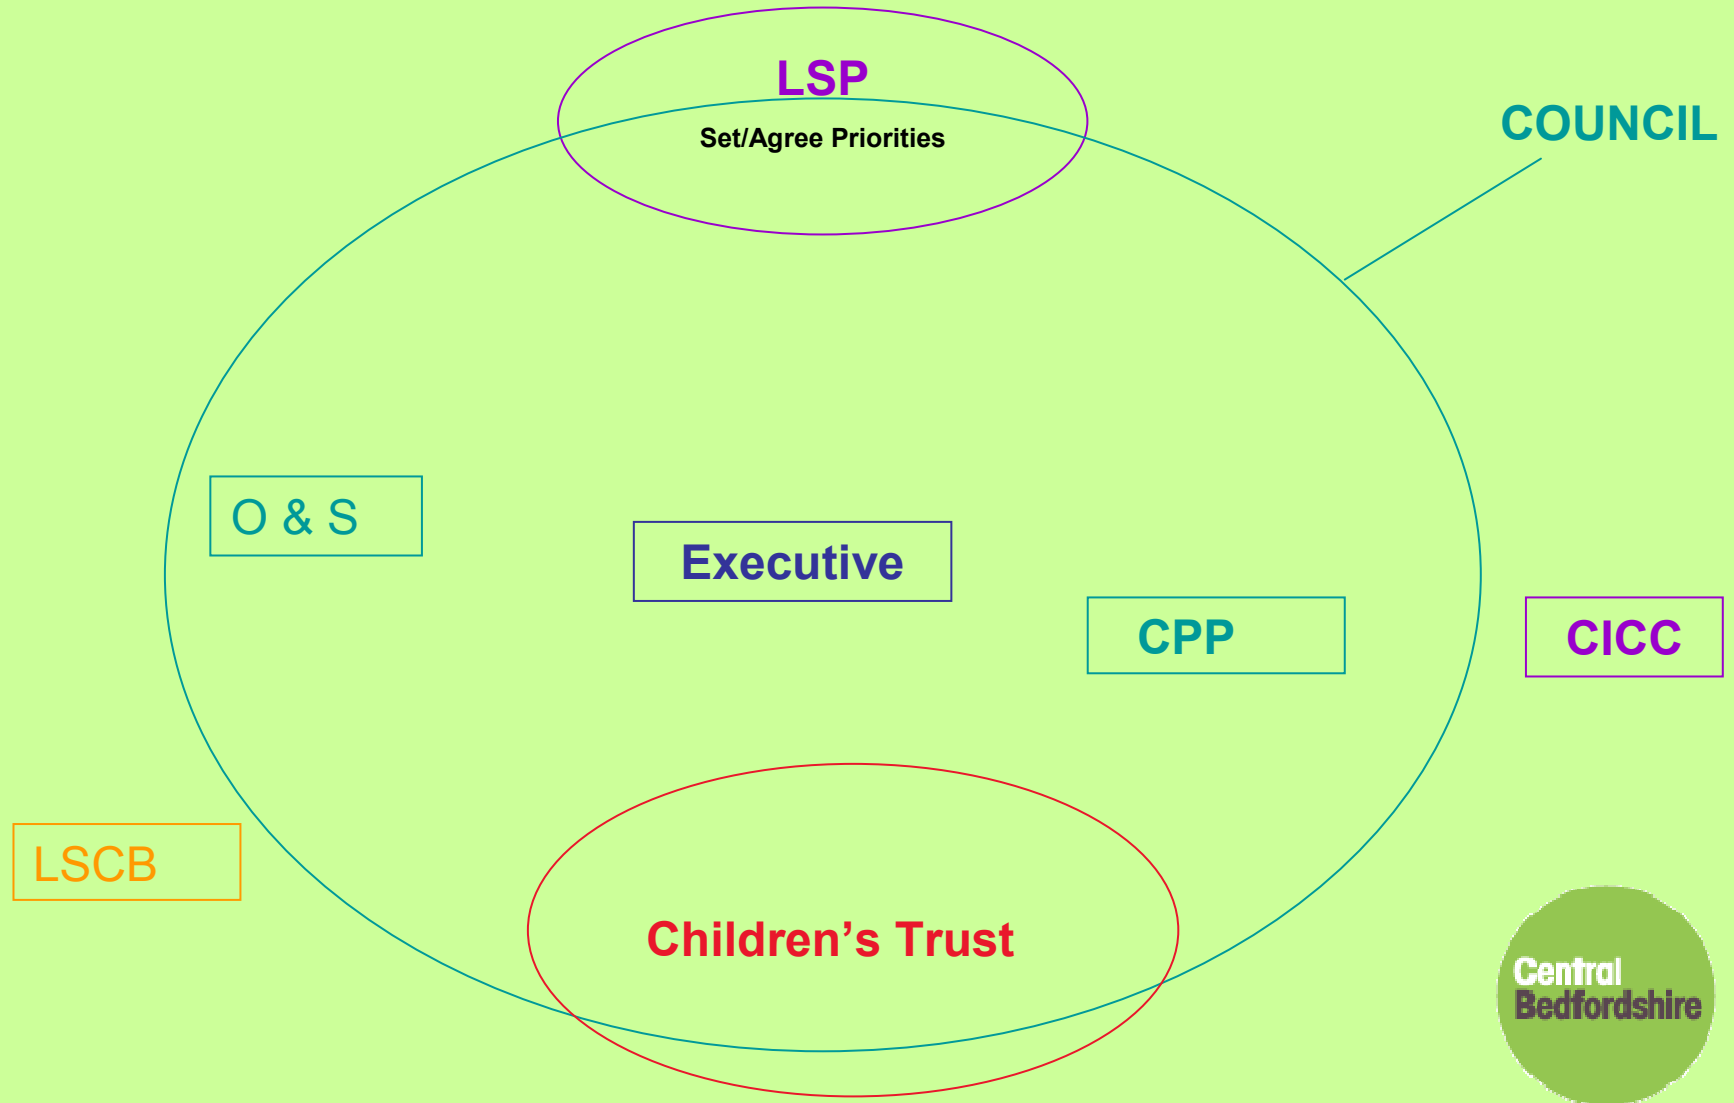 LSP
Set/Agree Priorities
COUNCIL
O & S
Executive
CPP
CICC
LSCB
Children’s Trust
Central
Bedfordshire